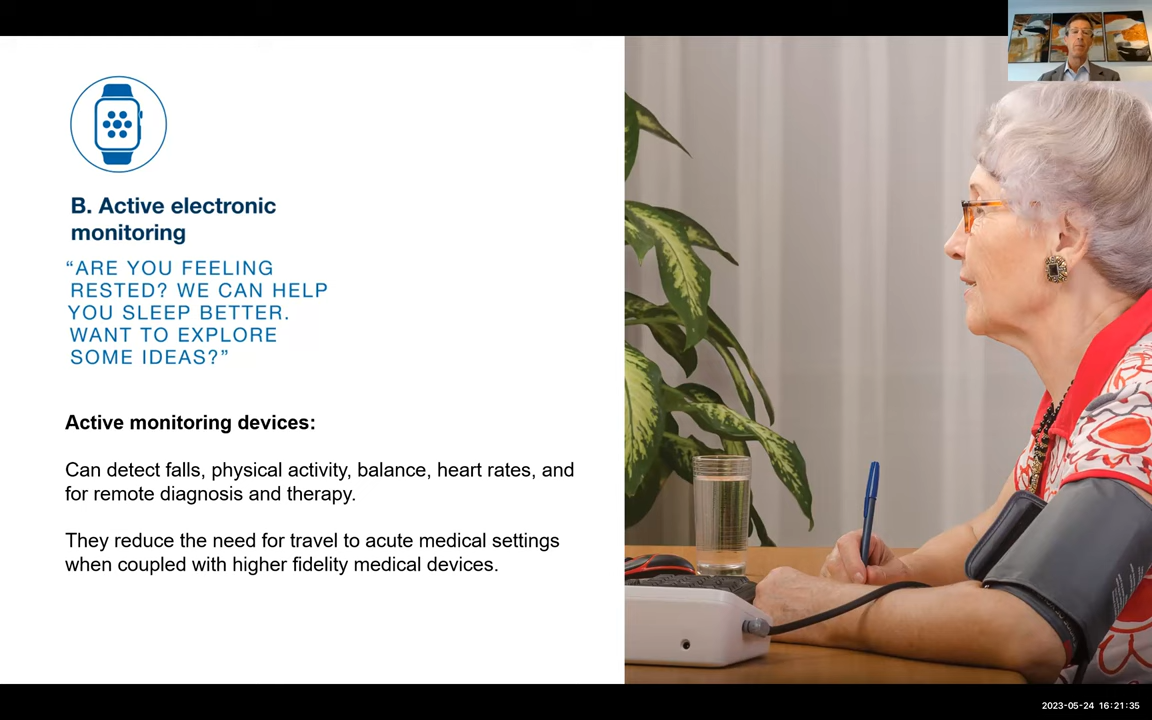 B. Active electronic
monitoring
“ARE YOU FEELING
RESTED? WE CAN HELP
YOU SLEEP BETTER.
WANT TO EXPLORE
SOME IDEAS?”
Active monitoring devices:
Can detect falls, physical activity, balance, heart rates, and
for remote diagnosis and therapy.
They reduce the need for travel to acute medical settings
when coupled with higher fidelity medical devices.
2023-05-24 16:21:35